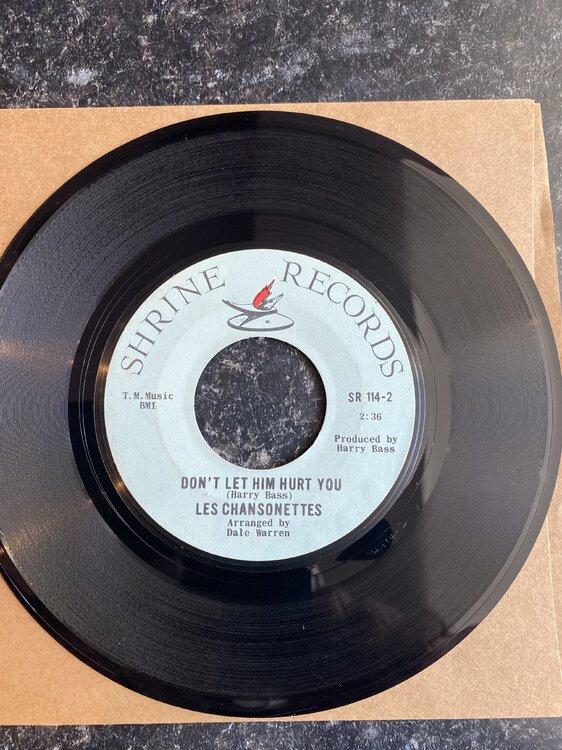 SHRINE RECORDS
T.M.Music
BMI
SR 114-2
2:36
Produced by
Harry Bass
DON'T LET HIM HURT YOU
(Harry Bass)
LES CHANSONETTES
Arranged by
Dale Warren